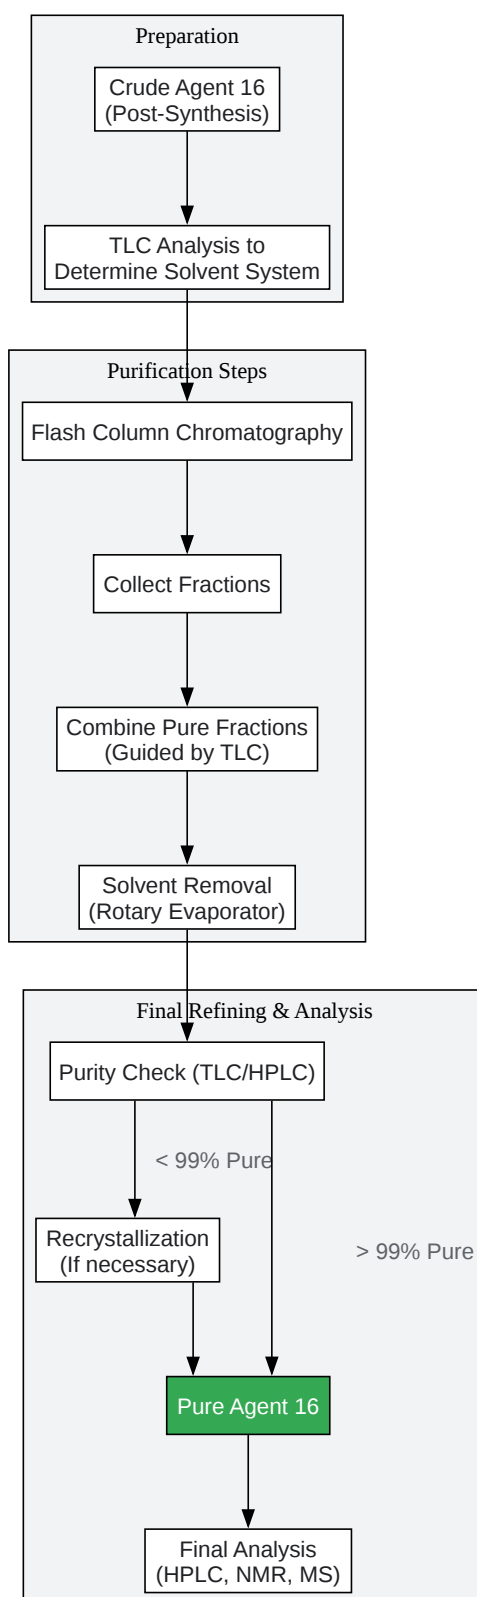 Preparation
Crude Agent 16
(Post-Synthesis)
TLC Analysis to
Determine Solvent System
Purification Steps
Flash Column Chromatography
Collect Fractions
Combine Pure Fractions
(Guided by TLC)
Solvent Removal
(Rotary Evaporator)
Final Refining & Analysis
Purity Check (TLC/HPLC)
< 99% Pure
Recrystallization
(If necessary)
> 99% Pure
Pure Agent 16
Final Analysis
(HPLC, NMR, MS)